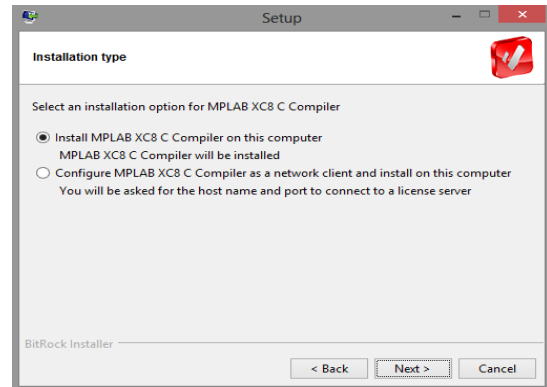 Setup
Installation type
Select an installation option for MPLAB XC8 C Compiler
Install MPLAB XC8 C Compiler on this computer
MPLAB XC8 C Compiler will be installed
Configure MPLAB XC8 C Compiler as a network client and install on this computer
You will be asked for the host name and port to connect to a license server
BitRock Installer
< Back Next > Cancel